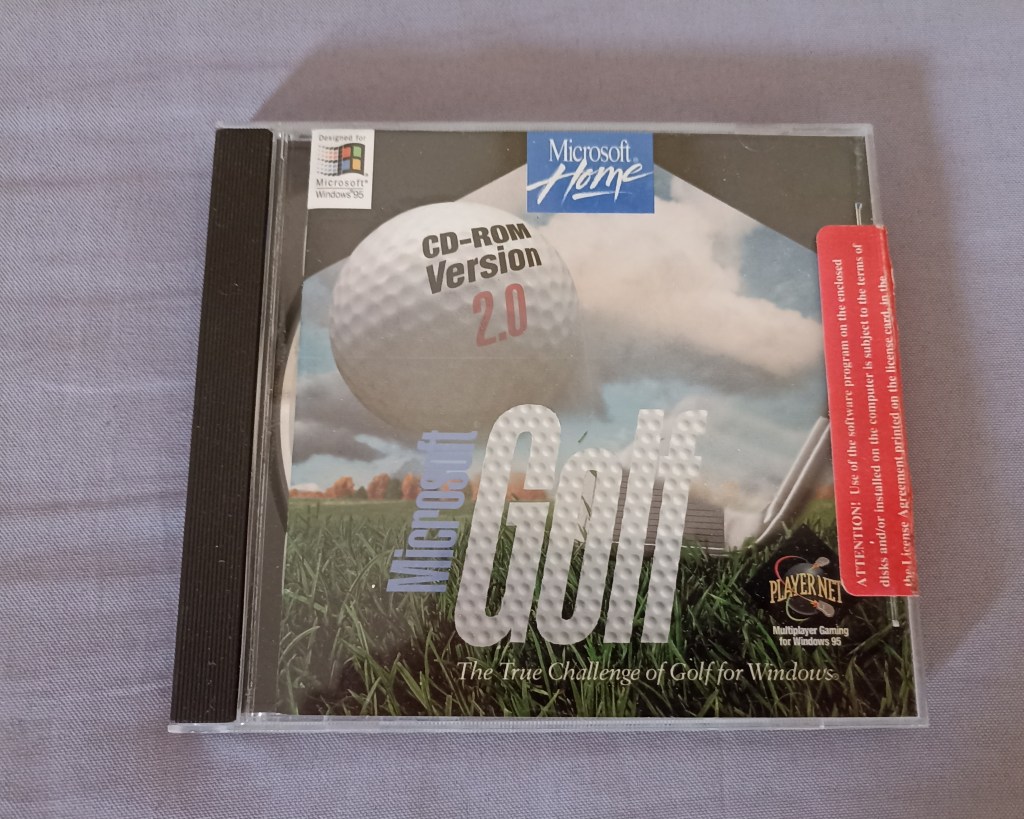 Designed for
Microsoft®
Windows®95
Microsoft®
Home
CD-ROM
Version
2.0
Microsoft
Golf
ATTENTION! Use of the software program on the enclosed
disks and/or installed on the computer is subject to the terms of
the License Agreement printed on the license card, in the
PLAYER NET
Multiplayer Gaming
for Windows 95
The True Challenge of Golf for Windows®